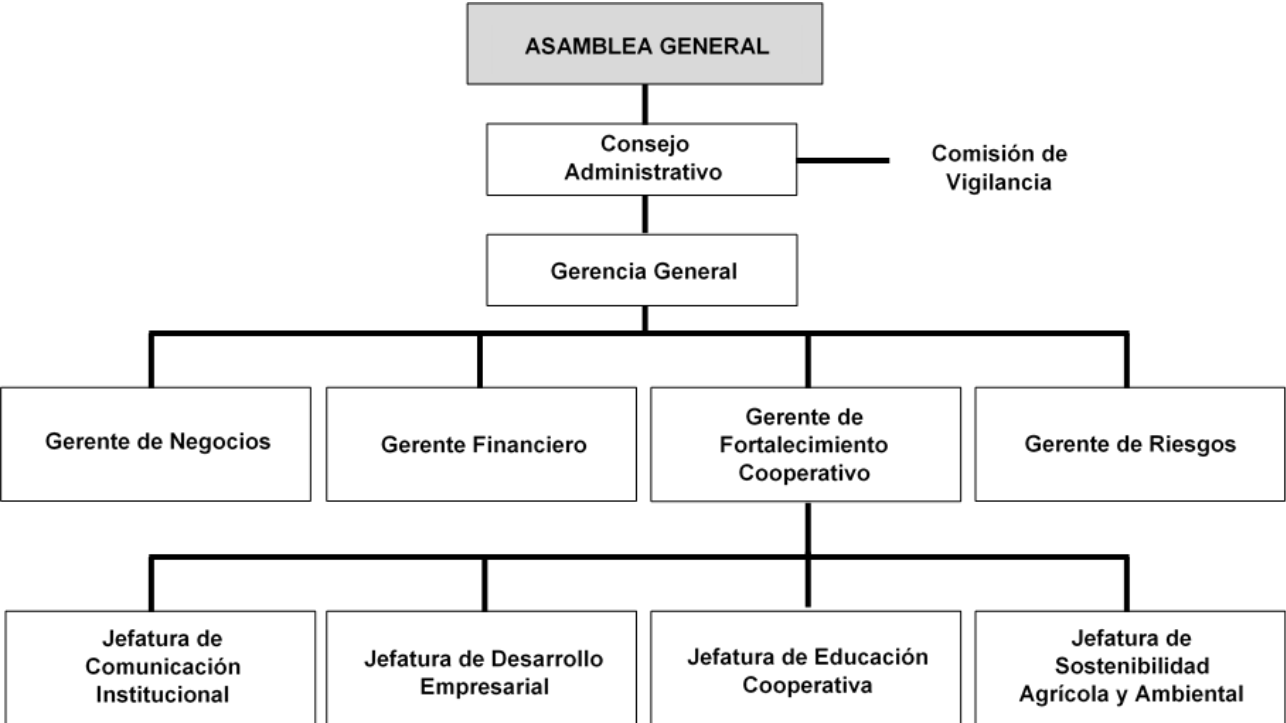 ASAMBLEA GENERAL
Consejo
Administrativo
Comisión de
Vigilancia
Gerencia General
Gerente de Negocios
Gerente Financiero
Gerente de
Fortalecimiento
Cooperativo
Gerente de Riesgos
Jefatura de
Comunicación
Institucional
Jefatura de Desarrollo
Empresarial
Jefatura de Educación
Cooperativa
Jefatura de
Sostenibilidad
Agrícola y Ambiental